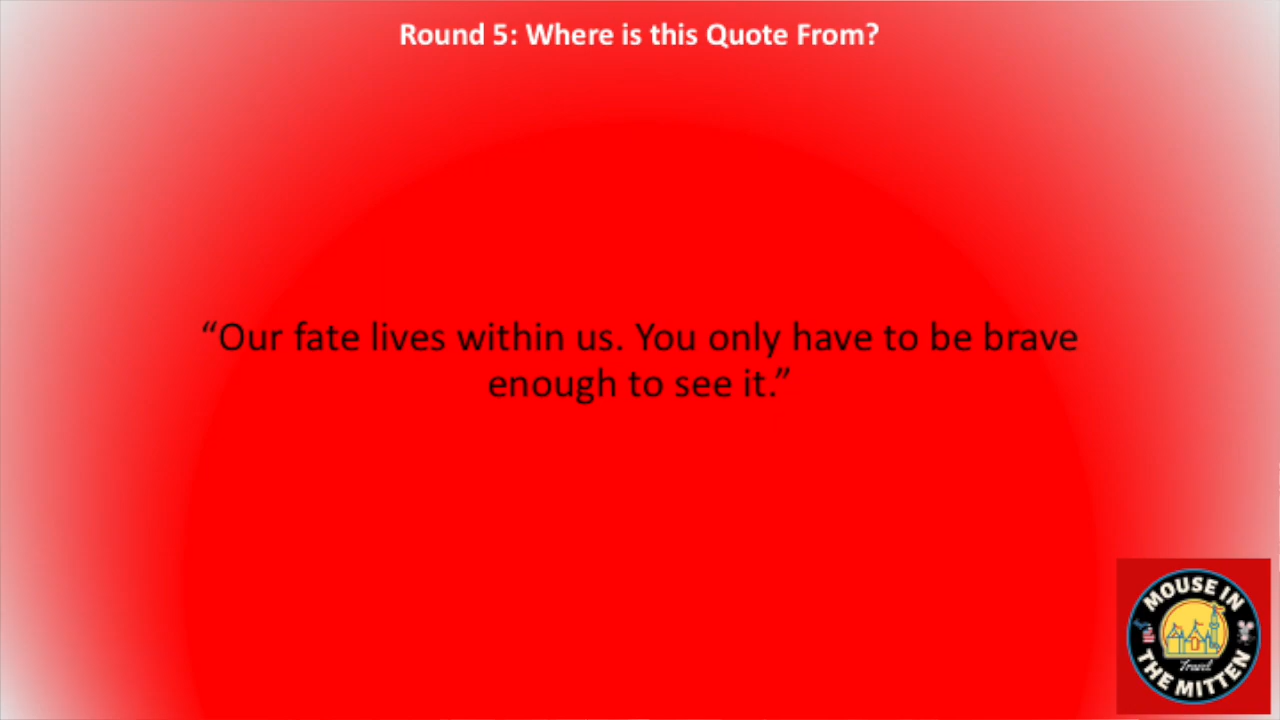 Round 5: Where is this Quote From?
“Our fate lives within us. You only have to be brave
enough to see it.”
MOUSE IN
Travel
THE MITTEN